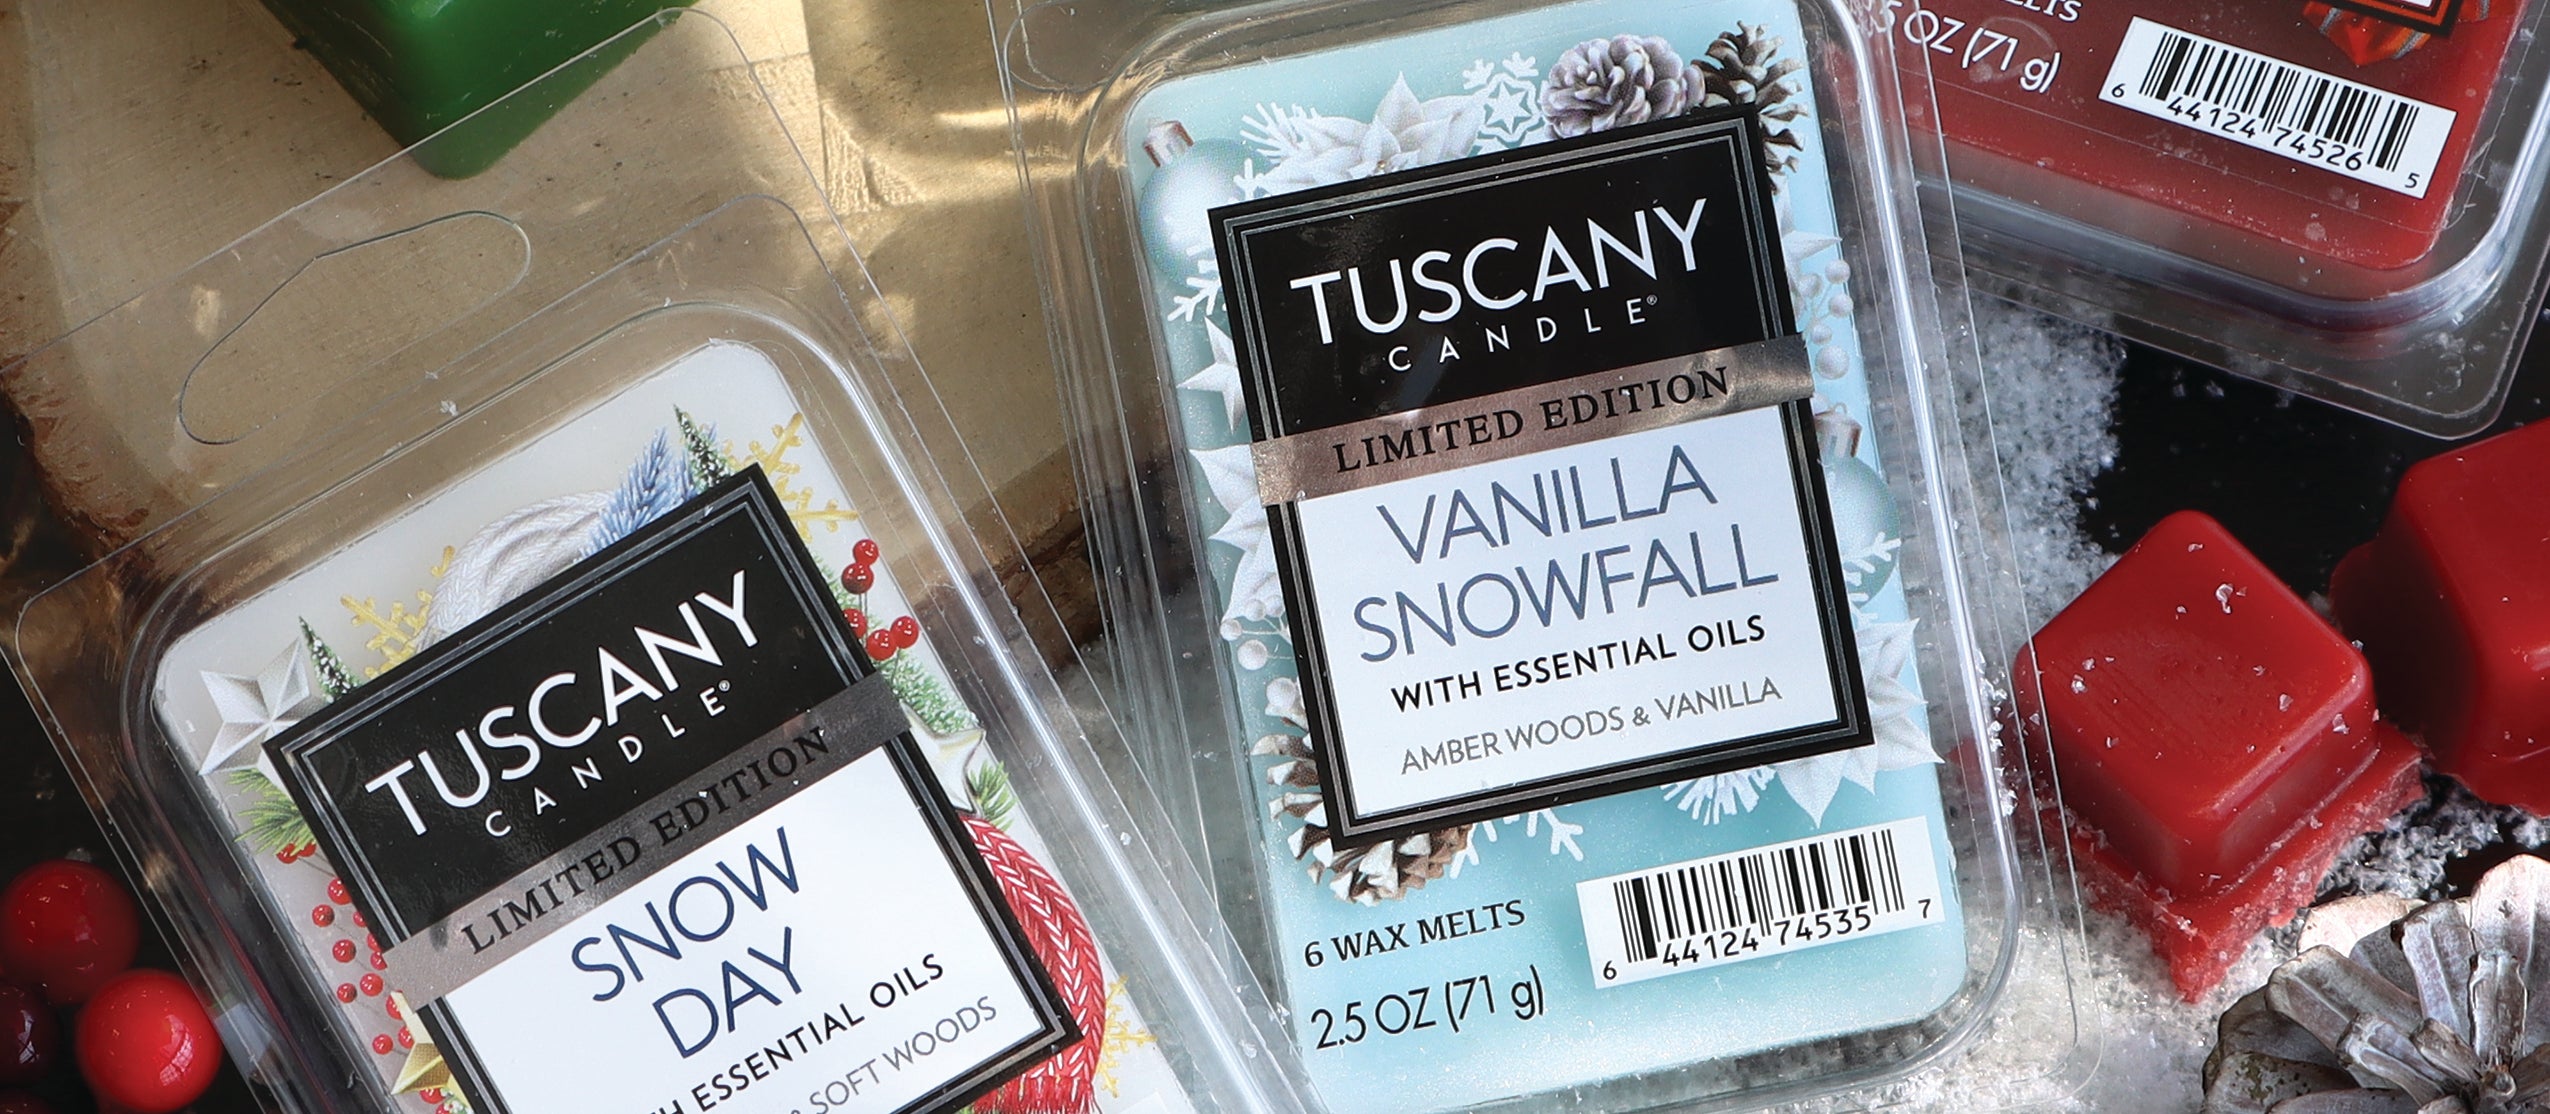 TUSCANY
CANDLE®
LIMITED EDITION
SNOW
DAY
ESSENTIAL OILS
SOFT WOODS
TUSCANY
CANDLE®
LIMITED EDITION
VANILLA
SNOWFALL
WITH ESSENTIAL OILS
AMBER WOODS & VANILLA
6 WAX MELTS
2.5 OZ (71 g)
6 44124 74535 7
OZ (71 g)
6 44124 74526 5